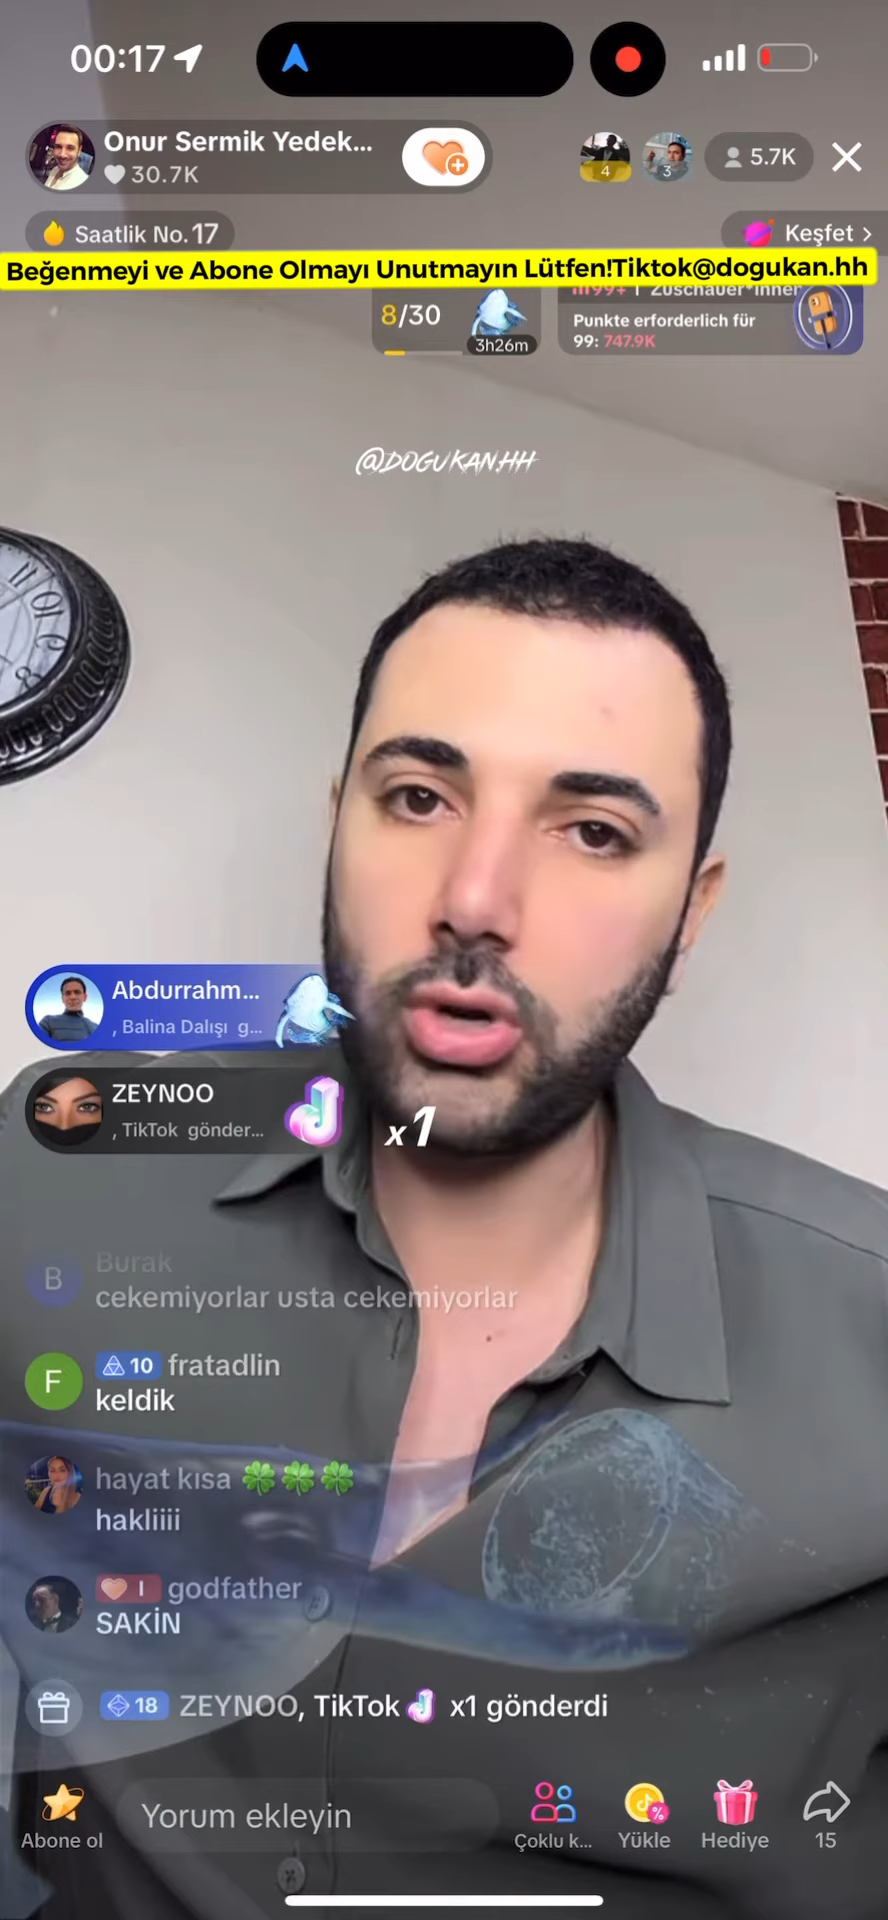 00:17
Onur Sermik Yedek...
30.7K
4
3
5.7K
Saatlik No.17
Keşfet >
Beğenmeyi ve Abone Olmayı Unutmayın Lütfen!Tiktok@dogukan.hh
8/30
3h26m
99+ | Zuschauer*innen
Punkte erforderlich für
99: 747.9K
@DOGUKAN.HH
Abdurrahm...
, Balina Dalışı g...
ZEYNOO
, TikTok gönder...
x1
B
Burak
cekemiyorlar usta cekemiyorlar
F
10 fratadlin
keldik
hayat kısa 🍀🍀🍀
hakliiii
I godfather
SAKİN
18 ZEYNOO, TikTok x1 gönderdi
Abone ol
Yorum ekleyin
Çoklu k...
Yükle
Hediye
15